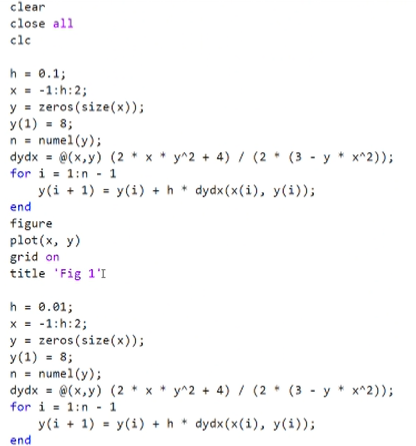 clear
close all
clc
h = 0.1;
x = -1:h:2;
y = zeros(size(x));
y(1) = 8;
n = numel(y);
dydx = @(x,y) (2 * x * y^2 + 4) / (2 * (3 - y * x^2));
for i = 1:n - 1
y(i + 1) = y(i) + h * dydx(x(i), y(i));
end
figure
plot(x, y)
grid on
title 'Fig 1'
h = 0.01;
x = -1:h:2;
y = zeros(size(x));
y(1) = 8;
n = numel(y);
dydx = @(x,y) (2 * x * y^2 + 4) / (2 * (3 - y * x^2));
for i = 1:n - 1
y(i + 1) = y(i) + h * dydx(x(i), y(i));
end